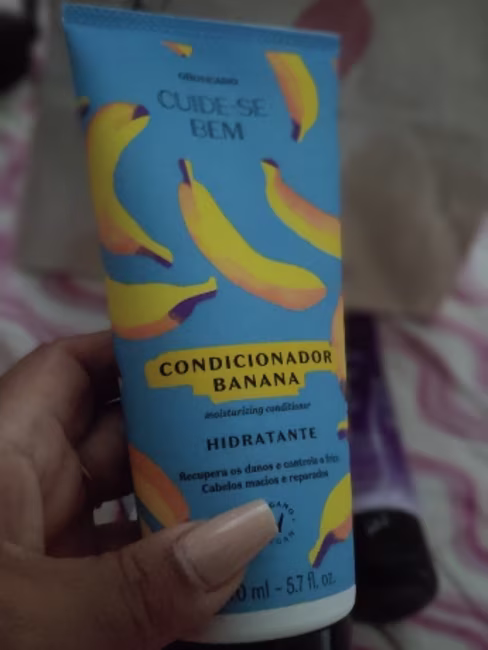 CUIDE-SE
BEM
CONDICIONADOR
BANANA
moisturizing conditioner
HIDRATANTE
Recupera os danos e controla o frizz
Cabelos macios e reparados
ml - 5.7 fl. oz.